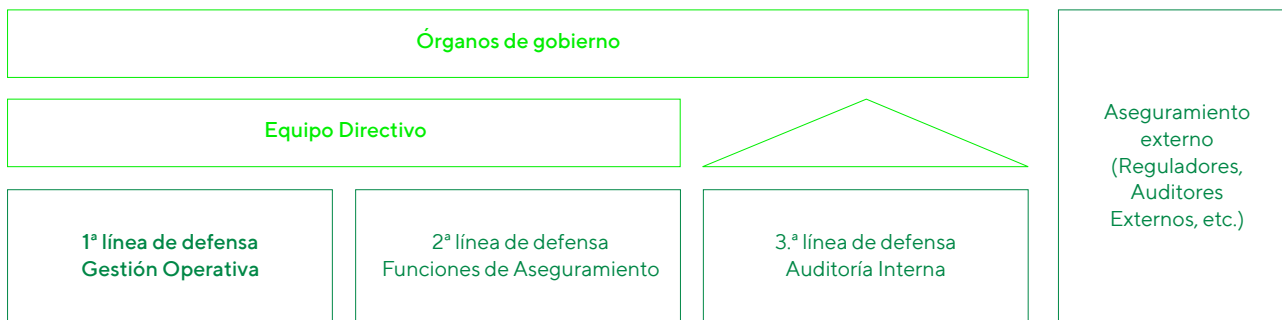 Órganos de gobierno
Equipo Directivo
1ª línea de defensa
Gestión Operativa
2ª línea de defensa
Funciones de Aseguramiento
3.ª línea de defensa
Auditoría Interna
Aseguramiento
externo
(Reguladores,
Auditores
Externos, etc.)